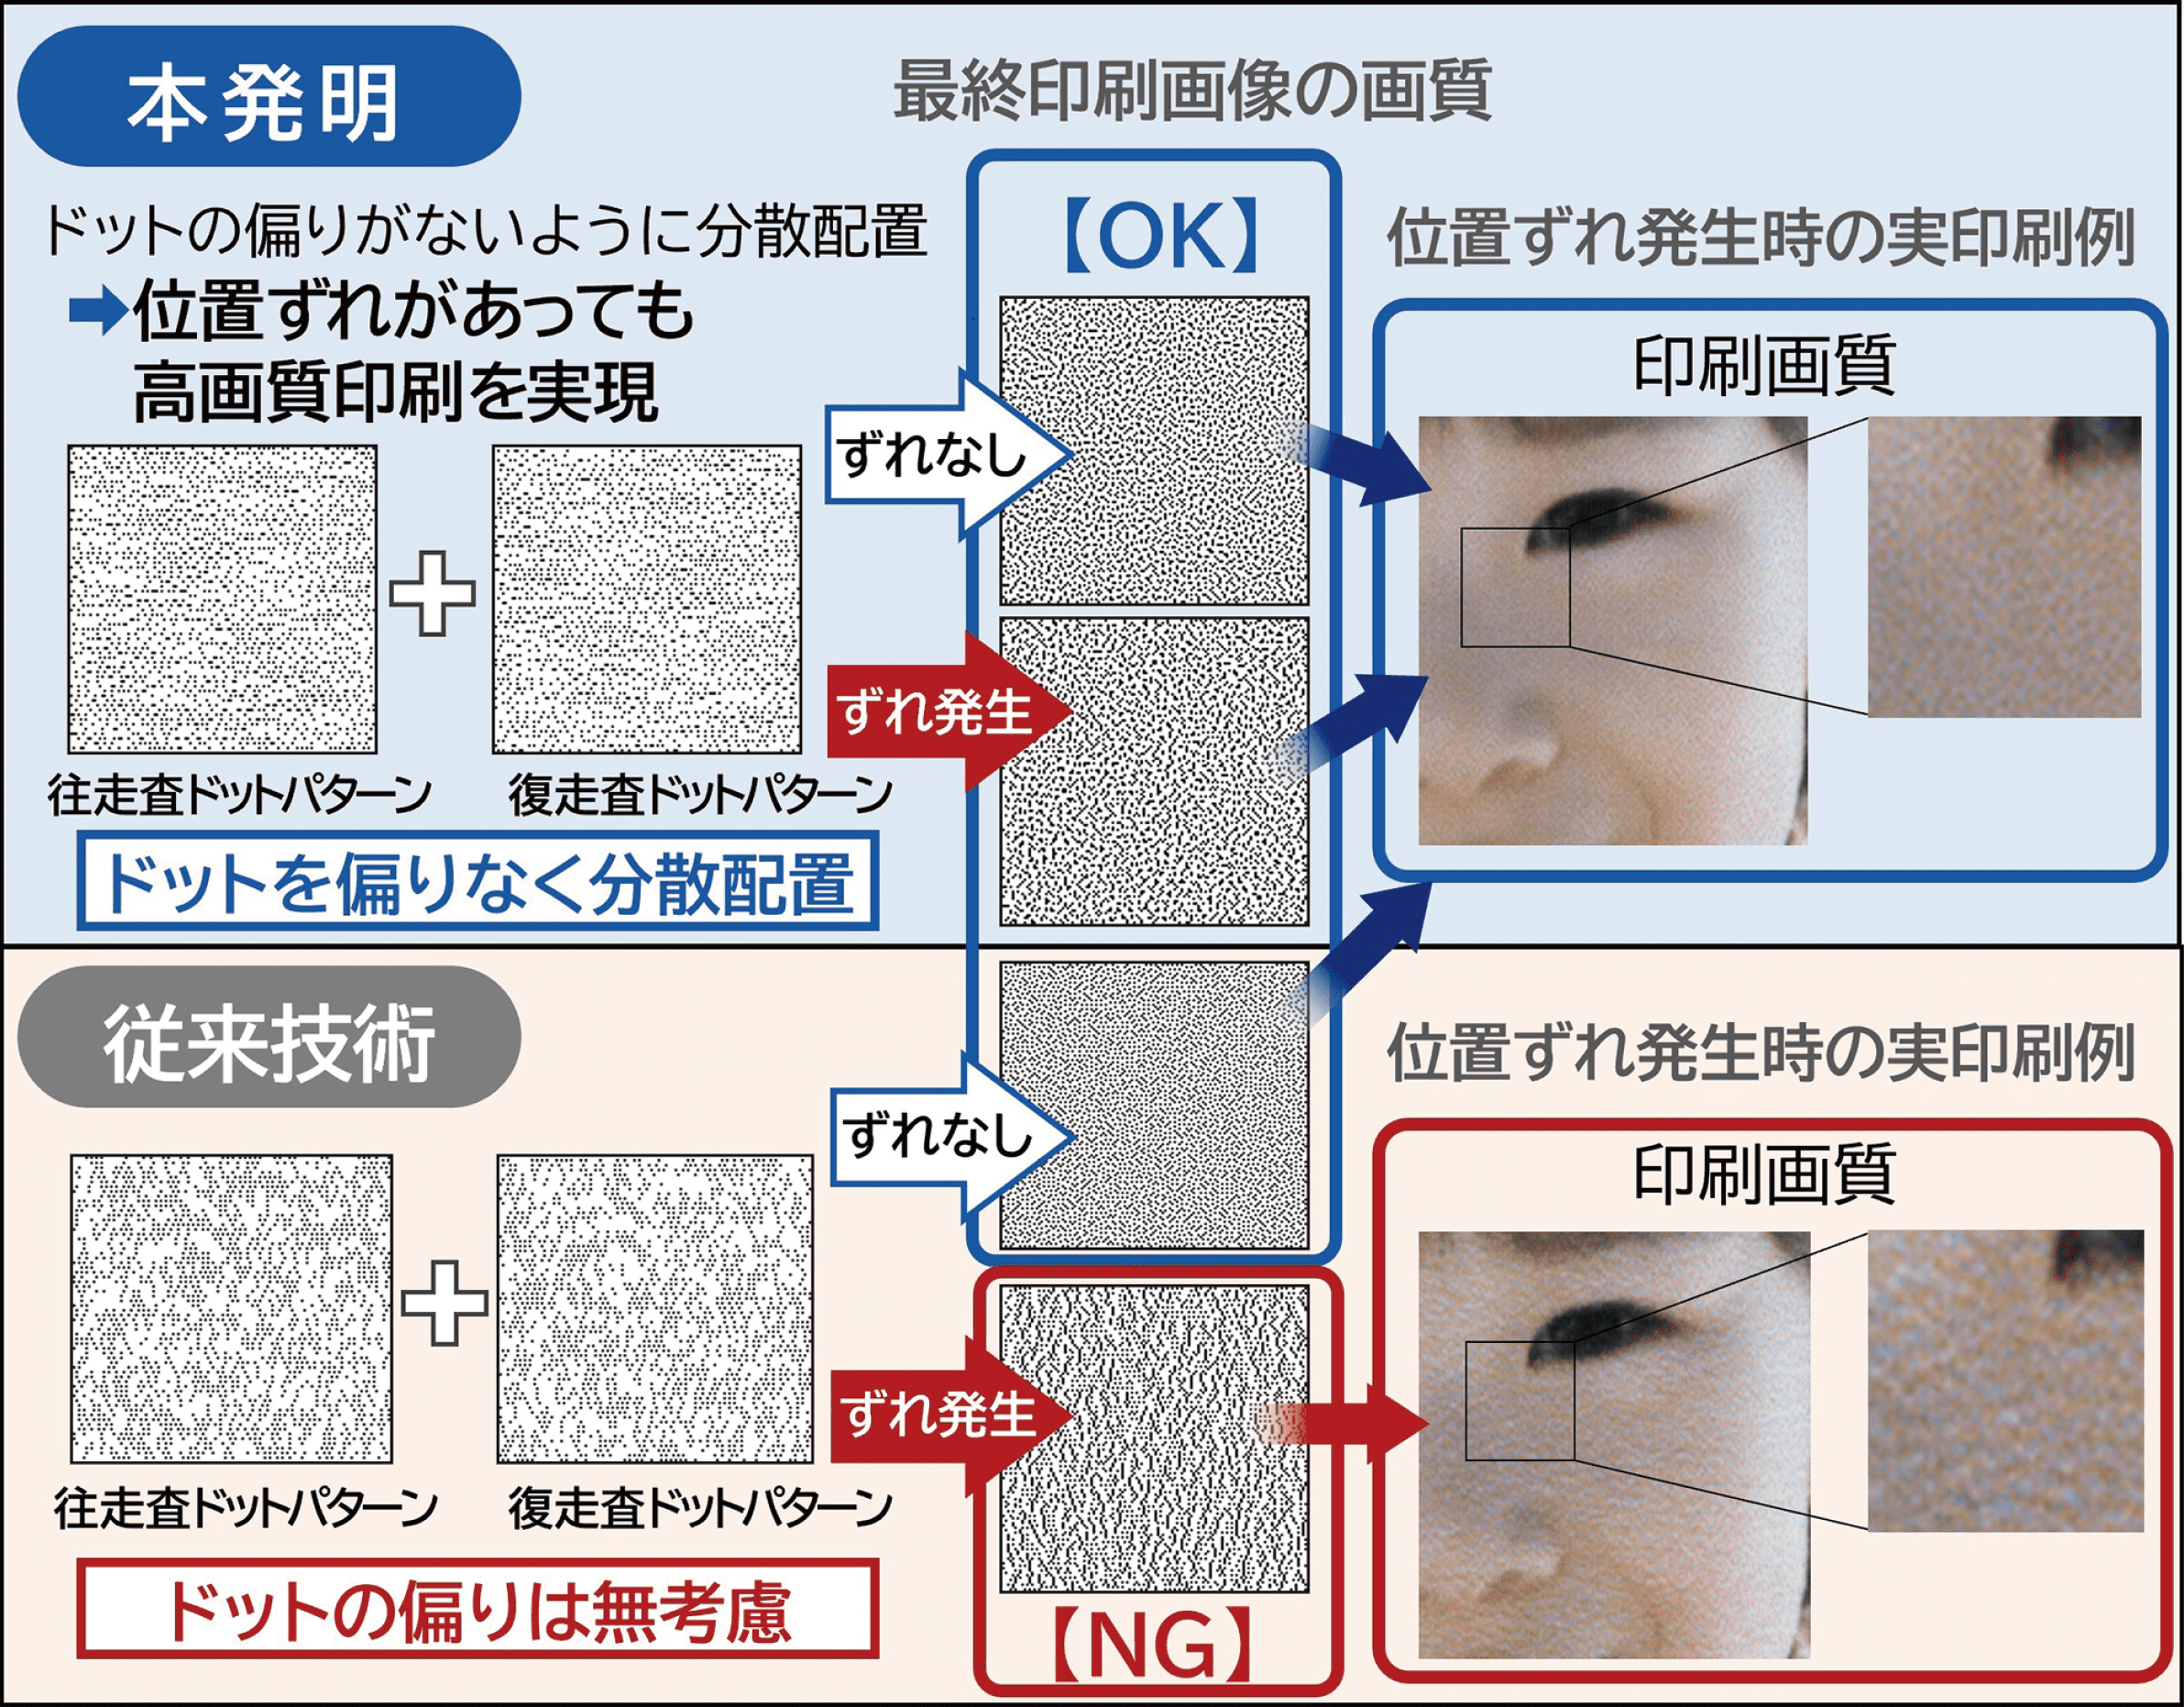 本発明
最終印刷画像の画質
ドットの偏りがないように分散配置
位置ずれがあっても
高画質印刷を実現
【OK】
位置ずれ発生時の実印刷例
印刷画質
ずれなし
ずれ発生
往走査ドットパターン
復走査ドットパターン
ドットを偏りなく分散配置
従来技術
位置ずれ発生時の実印刷例
印刷画質
ずれなし
ずれ発生
往走査ドットパターン
復走査ドットパターン
ドットの偏りは無考慮
【NG】